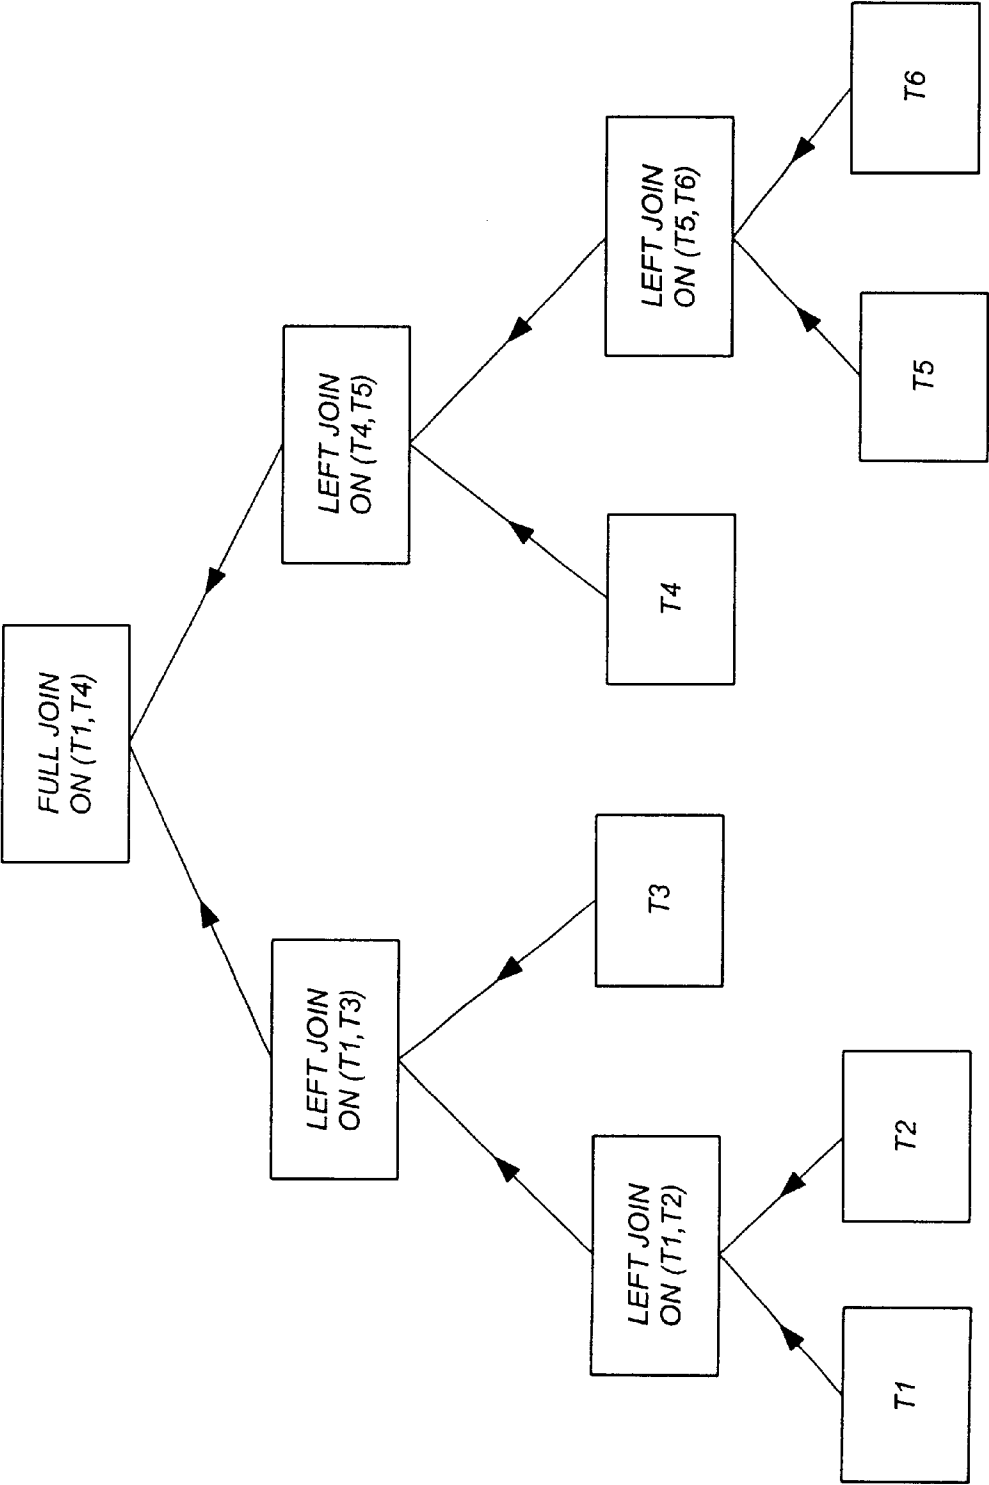 FULL JOIN
ON (T1,T4)
LEFT JOIN
ON (T1,T3)
LEFT JOIN
ON (T4,T5)
LEFT JOIN
ON (T1,T2)
T3
T4
LEFT JOIN
ON (T5,T6)
T1
T2
T5
T6